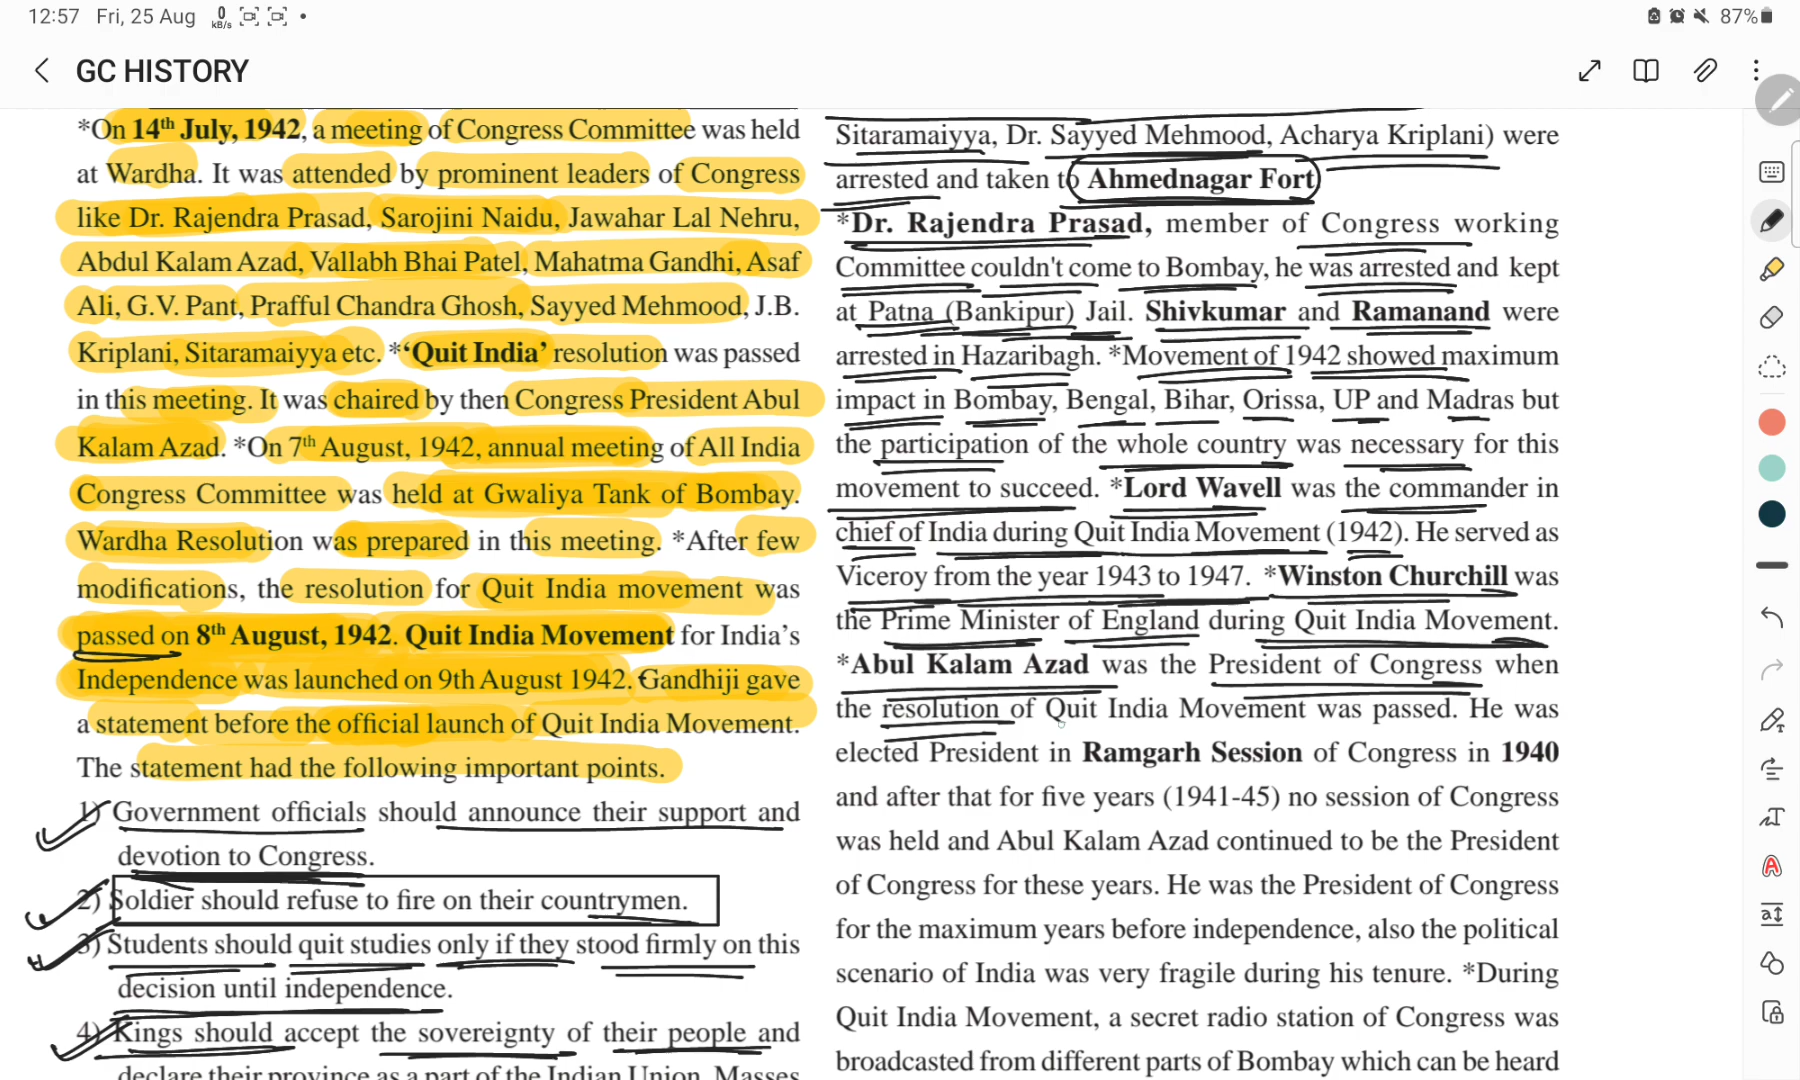 12:57 Fri, 25 Aug 0 kB/s
87%
GC HISTORY
*On 14th July, 1942, a meeting of Congress Committee was held
at Wardha. It was attended by prominent leaders of Congress
like Dr. Rajendra Prasad, Sarojini Naidu, Jawahar Lal Nehru,
Abdul Kalam Azad, Vallabh Bhai Patel, Mahatma Gandhi, Asaf
Ali, G.V. Pant, Prafful Chandra Ghosh, Sayyed Mehmood, J.B.
Kriplani, Sitaramaiyya etc. *‘Quit India’ resolution was passed
in this meeting. It was chaired by then Congress President Abul
Kalam Azad. *On 7th August, 1942, annual meeting of All India
Congress Committee was held at Gwaliya Tank of Bombay.
Wardha Resolution was prepared in this meeting. *After few
modifications, the resolution for Quit India movement was
passed on 8th August, 1942. Quit India Movement for India’s
Independence was launched on 9th August 1942. Gandhiji gave
a statement before the official launch of Quit India Movement.
The statement had the following important points.
1) Government officials should announce their support and
devotion to Congress.
2) Soldier should refuse to fire on their countrymen.
3) Students should quit studies only if they stood firmly on this
decision until independence.
4) Kings should accept the sovereignty of their people and
declare their province as a part of the Indian Union. Masses
Sitaramaiyya, Dr. Sayyed Mehmood, Acharya Kriplani) were
arrested and taken to Ahmednagar Fort
*Dr. Rajendra Prasad, member of Congress working
Committee couldn't come to Bombay, he was arrested and kept
at Patna (Bankipur) Jail. Shivkumar and Ramanand were
arrested in Hazaribagh. *Movement of 1942 showed maximum
impact in Bombay, Bengal, Bihar, Orissa, UP and Madras but
the participation of the whole country was necessary for this
movement to succeed. *Lord Wavell was the commander in
chief of India during Quit India Movement (1942). He served as
Viceroy from the year 1943 to 1947. *Winston Churchill was
the Prime Minister of England during Quit India Movement.
*Abul Kalam Azad was the President of Congress when
the resolution of Quit India Movement was passed. He was
elected President in Ramgarh Session of Congress in 1940
and after that for five years (1941-45) no session of Congress
was held and Abul Kalam Azad continued to be the President
of Congress for these years. He was the President of Congress
for the maximum years before independence, also the political
scenario of India was very fragile during his tenure. *During
Quit India Movement, a secret radio station of Congress was
broadcasted from different parts of Bombay which can be heard